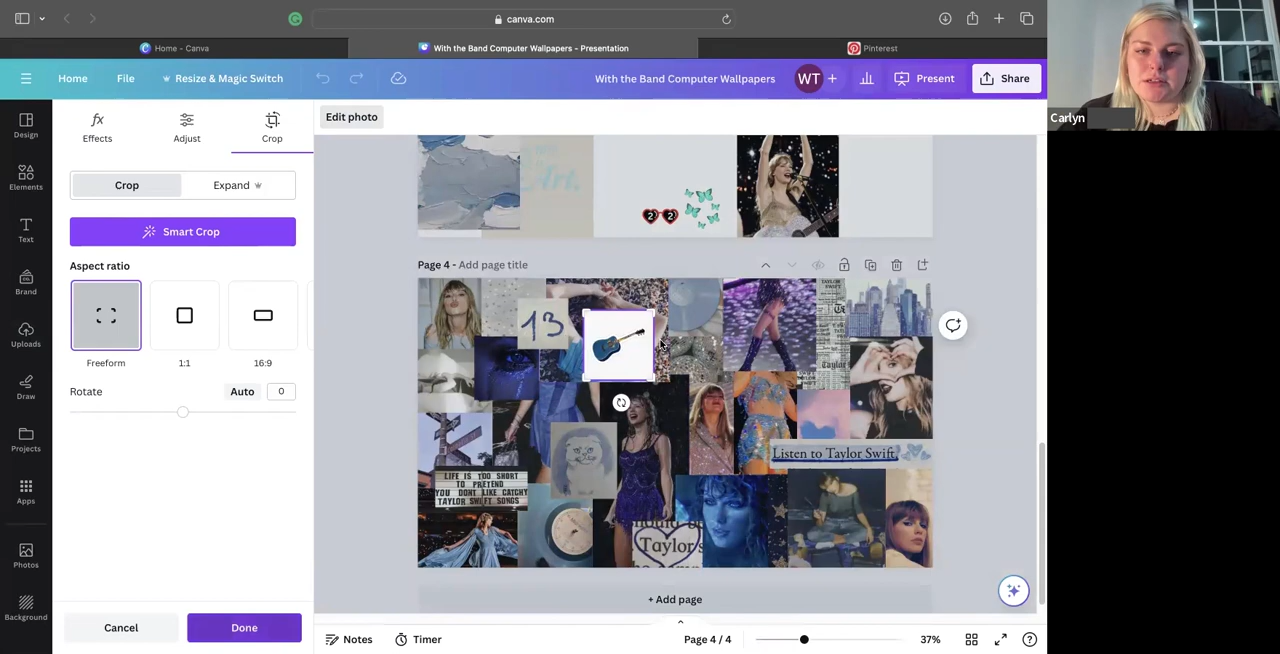 canva.com
Home - Canva
With the Band Computer Wallpapers - Presentation
Pinterest
Home
File
Resize & Magic Switch
With the Band Computer Wallpapers
WT
Present
Share
Carlyn
Design
Elements
Text
Brand
Uploads
Draw
Projects
Apps
Photos
Background
Effects
Adjust
Crop
Edit photo
Crop
Expand
Smart Crop
Aspect ratio
Freeform
1:1
16:9
Rotate
Auto
0
Cancel
Done
Art.
2 2
Page 4 - Add page title
13
Listen to Taylor Swift.
LIFE IS TOO SHORT
TO PRETEND
YOU DONT LIKE CATCHY
TAYLOR SWIFT SONGS
Taylor's
+ Add page
Notes
Timer
Page 4 / 4
37%